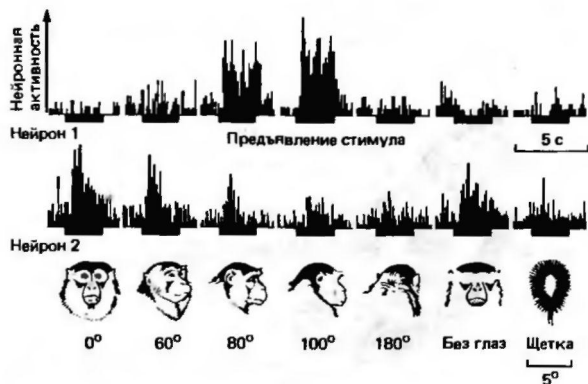 Нейронная
активность
Нейрон 1
Предъявление стимула
5 с
Нейрон 2
0° 60° 80° 100° 180° Без глаз Щетка
5°